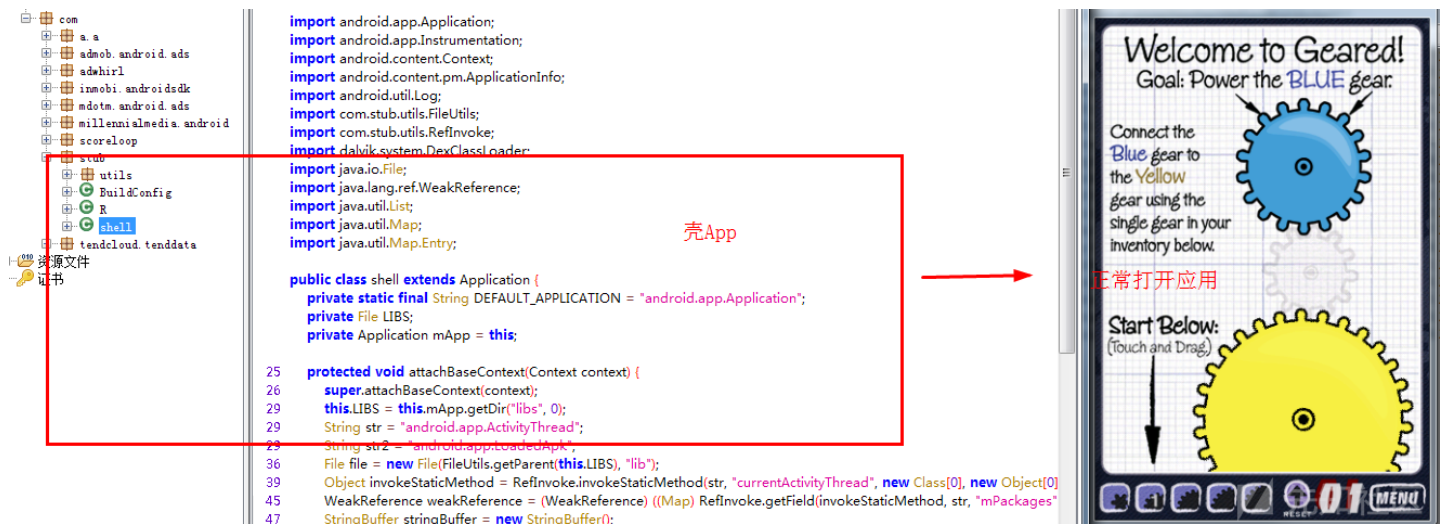 com
a.a
admob.android.ads
adwhirl
inmobi.androidsdk
mdotm.android.ads
millennialmedia.android
scoreloop
stub
utils
BuildConfig
R
shell
tendcloud.tenddata
资源文件
证书
import android.app.Application;
import android.app.Instrumentation;
import android.content.Context;
import android.content.pm.ApplicationInfo;
import android.util.Log;
import com.stub.utils.FileUtils;
import com.stub.utils.RefInvoke;
import dalvik.system.DexClassLoader;
import java.io.File;
import java.lang.ref.WeakReference;
import java.util.List;
import java.util.Map;
import java.util.Map.Entry;
壳App
public class shell extends Application {
private static final String DEFAULT_APPLICATION = "android.app.Application";
private File LIBS;
private Application mApp = this;
25 protected void attachBaseContext(Context context) {
26 super.attachBaseContext(context);
29 this.LIBS = this.mApp.getDir("libs", 0);
29 String str = "android.app.ActivityThread";
29 String str2 = "android.app.LoadedApk";
36 File file = new File(FileUtils.getParent(this.LIBS), "lib");
39 Object invokeStaticMethod = RefInvoke.invokeStaticMethod(str, "currentActivityThread", new Class[0], new Object[0]
45 WeakReference weakReference = (WeakReference) ((Map) RefInvoke.getField(invokeStaticMethod, str, "mPackages"
47 StringBuffer stringBuffer = new StringBuffer();
Welcome to Geared!
Goal: Power the BLUE gear.
Connect the
Blue gear to
the Yellow
gear using the
single gear in your
inventory below.
正常打开应用
Start Below:
(Touch and Drag.)
1
RESET
01
MENU